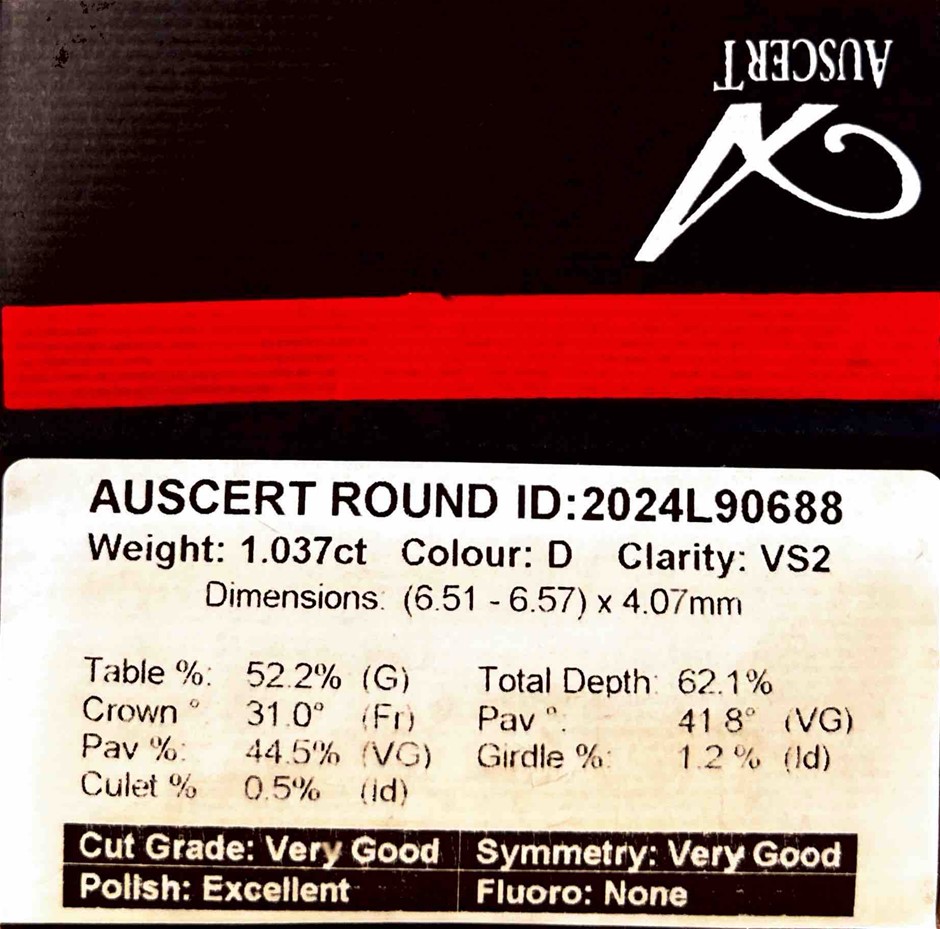 AUSCERT
AUSCERT ROUND ID:2024L90688
Weight: 1.037ct Colour: D Clarity: VS2
Dimensions: (6.51 - 6.57) x 4.07mm
Table %: 52.2% (G) Total Depth: 62.1%
Crown °: 31.0° (Fr) Pav °: 41.8° (VG)
Pav %: 44.5% (VG) Girdle %: 1.2% (Id)
Culet % 0.5% (Id)
Cut Grade: Very Good Symmetry: Very Good
Polish: Excellent Fluoro: None